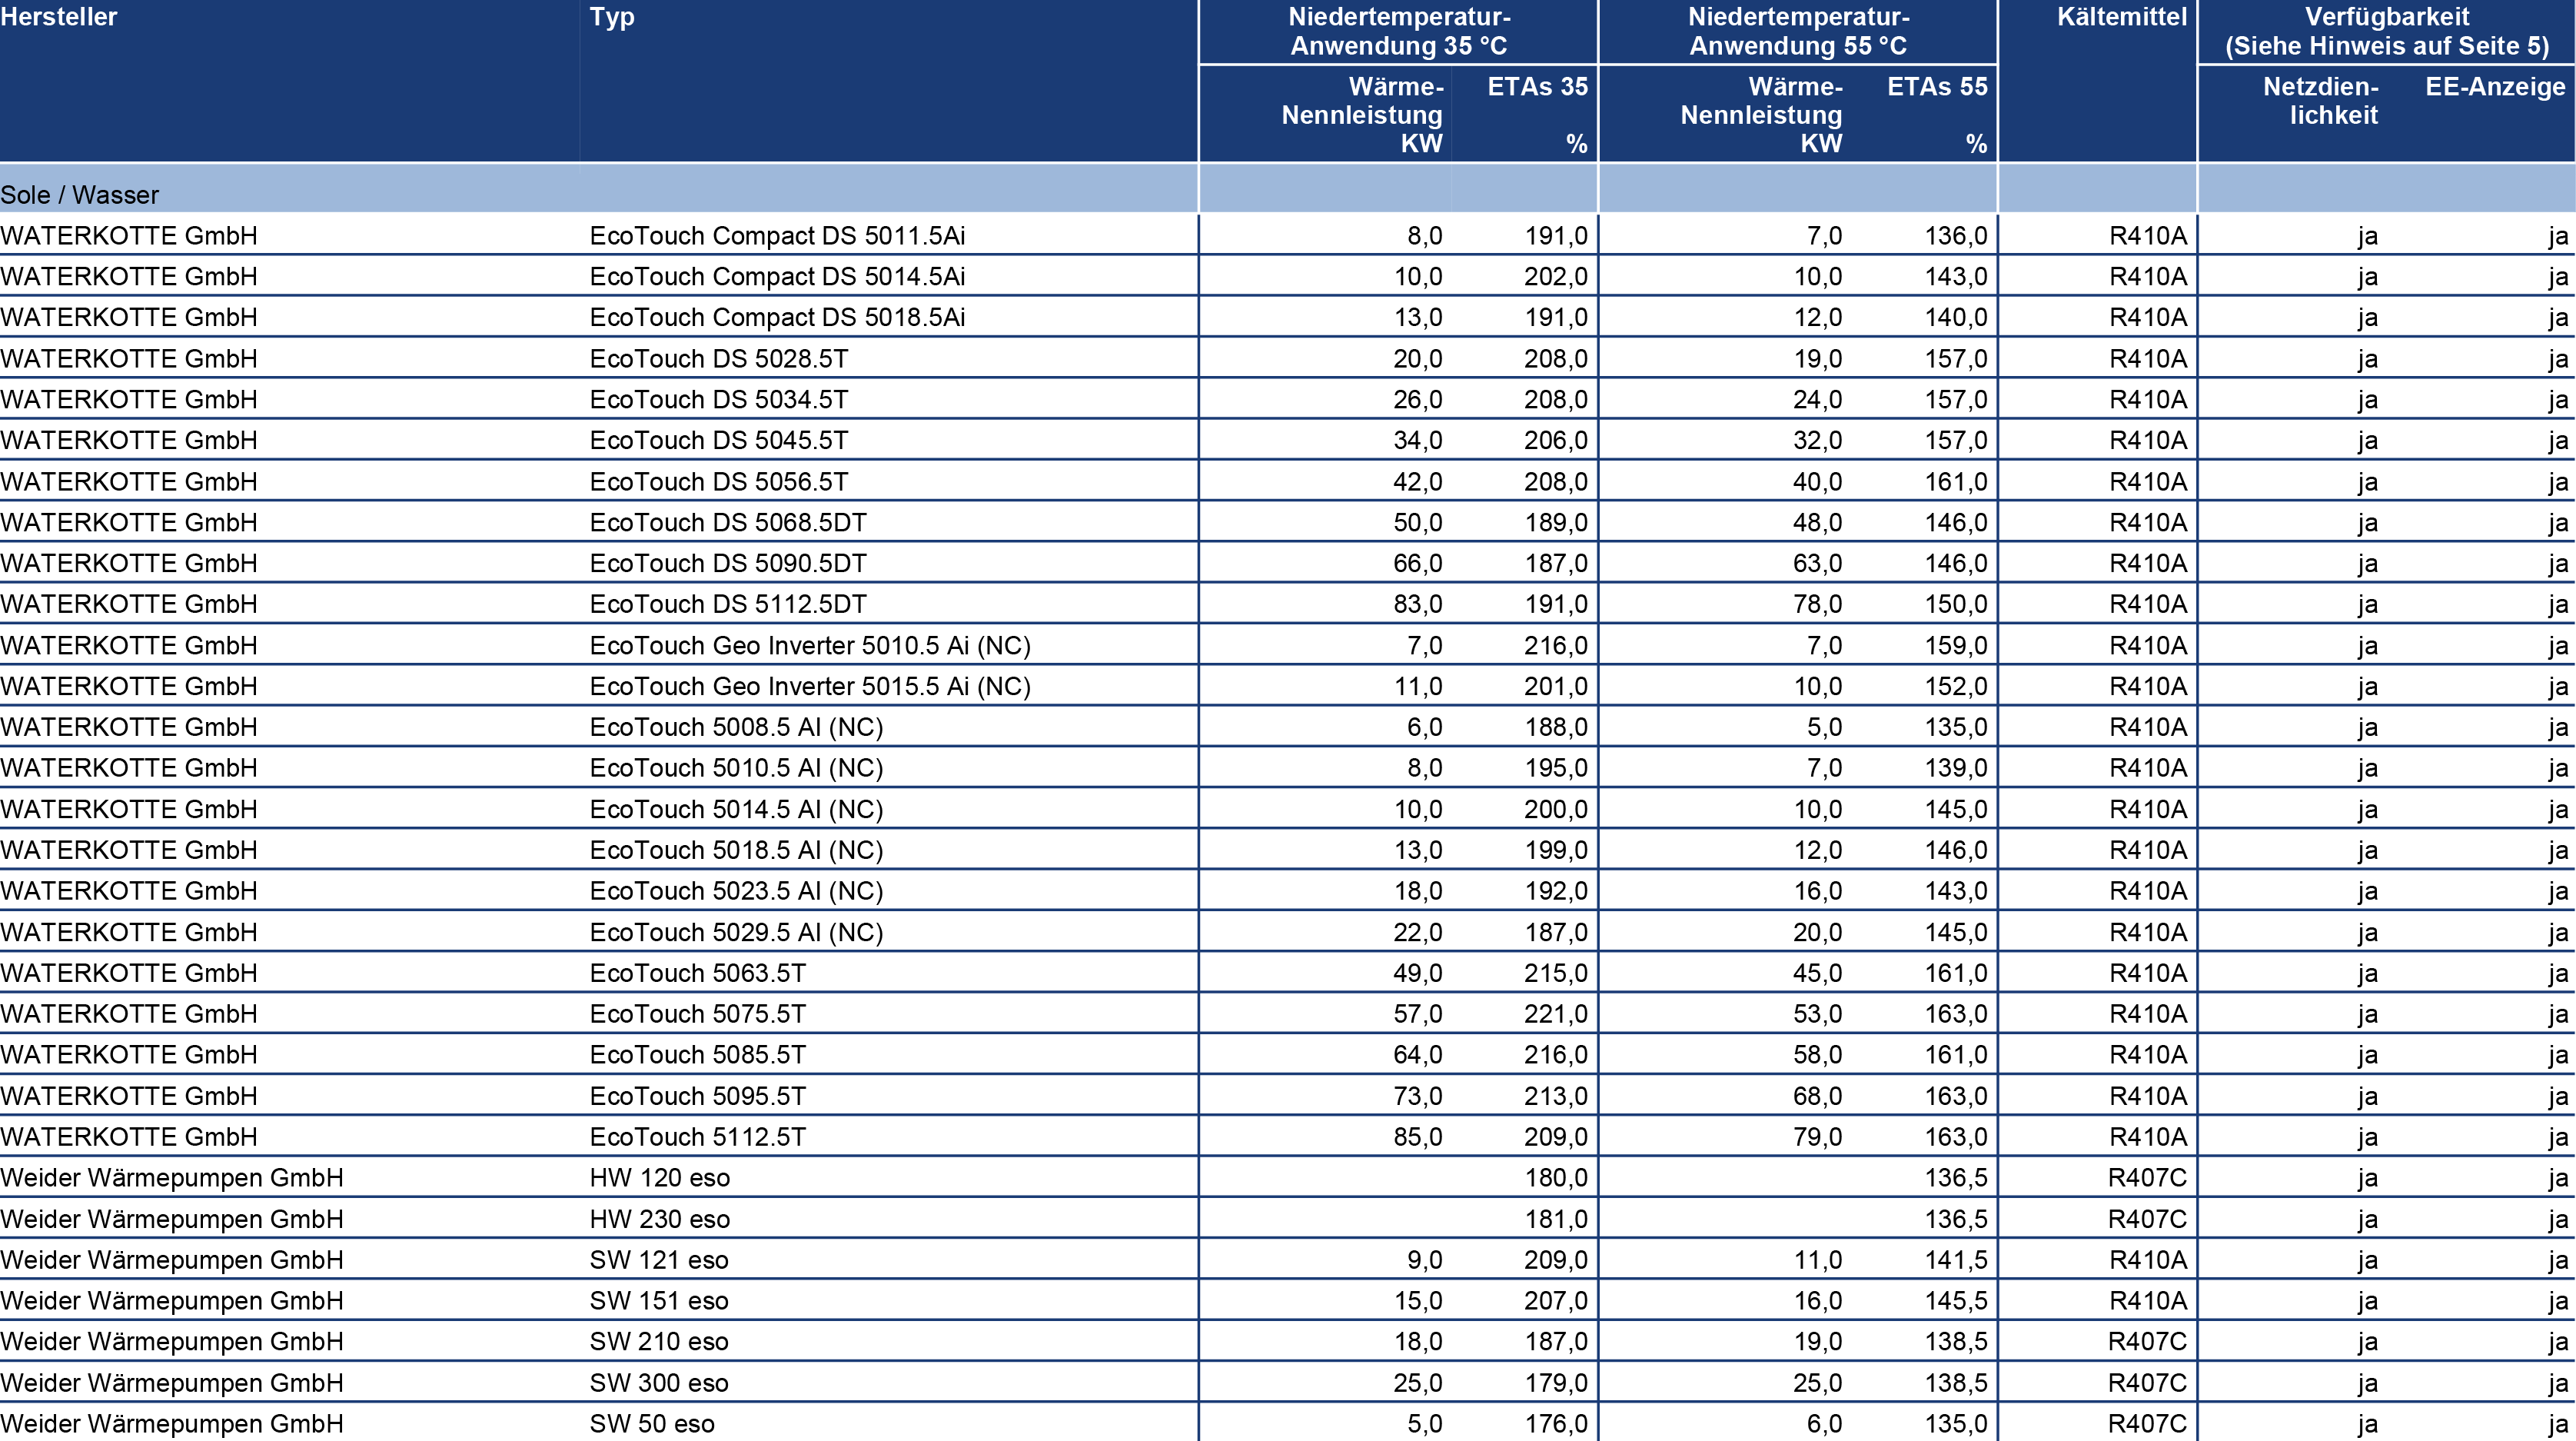 Hersteller Typ Niedertemperatur- Niedertemperatur- Kältemittel Verfügbarkeit
Anwendung 35 °C Anwendung 55 °C (Siehe Hinweis auf Seite 5)
Wärme- ETAs 35 Wärme- ETAs 55 Netzdien- EE-Anzeige
Nennleistung Nennleistung lichkeit
KW % KW %
Sole / Wasser
WATERKOTTE GmbH EcoTouch Compact DS 5011.5Ai 8,0 191,0 7,0 136,0 R410A ja ja
WATERKOTTE GmbH EcoTouch Compact DS 5014.5Ai 10,0 202,0 10,0 143,0 R410A ja ja
WATERKOTTE GmbH EcoTouch Compact DS 5018.5Ai 13,0 191,0 12,0 140,0 R410A ja ja
WATERKOTTE GmbH EcoTouch DS 5028.5T 20,0 208,0 19,0 157,0 R410A ja ja
WATERKOTTE GmbH EcoTouch DS 5034.5T 26,0 208,0 24,0 157,0 R410A ja ja
WATERKOTTE GmbH EcoTouch DS 5045.5T 34,0 206,0 32,0 157,0 R410A ja ja
WATERKOTTE GmbH EcoTouch DS 5056.5T 42,0 208,0 40,0 161,0 R410A ja ja
WATERKOTTE GmbH EcoTouch DS 5068.5DT 50,0 189,0 48,0 146,0 R410A ja ja
WATERKOTTE GmbH EcoTouch DS 5090.5DT 66,0 187,0 63,0 146,0 R410A ja ja
WATERKOTTE GmbH EcoTouch DS 5112.5DT 83,0 191,0 78,0 150,0 R410A ja ja
WATERKOTTE GmbH EcoTouch Geo Inverter 5010.5 Ai (NC) 7,0 216,0 7,0 159,0 R410A ja ja
WATERKOTTE GmbH EcoTouch Geo Inverter 5015.5 Ai (NC) 11,0 201,0 10,0 152,0 R410A ja ja
WATERKOTTE GmbH EcoTouch 5008.5 AI (NC) 6,0 188,0 5,0 135,0 R410A ja ja
WATERKOTTE GmbH EcoTouch 5010.5 AI (NC) 8,0 195,0 7,0 139,0 R410A ja ja
WATERKOTTE GmbH EcoTouch 5014.5 AI (NC) 10,0 200,0 10,0 145,0 R410A ja ja
WATERKOTTE GmbH EcoTouch 5018.5 AI (NC) 13,0 199,0 12,0 146,0 R410A ja ja
WATERKOTTE GmbH EcoTouch 5023.5 AI (NC) 18,0 192,0 16,0 143,0 R410A ja ja
WATERKOTTE GmbH EcoTouch 5029.5 AI (NC) 22,0 187,0 20,0 145,0 R410A ja ja
WATERKOTTE GmbH EcoTouch 5063.5T 49,0 215,0 45,0 161,0 R410A ja ja
WATERKOTTE GmbH EcoTouch 5075.5T 57,0 221,0 53,0 163,0 R410A ja ja
WATERKOTTE GmbH EcoTouch 5085.5T 64,0 216,0 58,0 161,0 R410A ja ja
WATERKOTTE GmbH EcoTouch 5095.5T 73,0 213,0 68,0 163,0 R410A ja ja
WATERKOTTE GmbH EcoTouch 5112.5T 85,0 209,0 79,0 163,0 R410A ja ja
Weider Wärmepumpen GmbH HW 120 eso 180,0 136,5 R407C ja ja
Weider Wärmepumpen GmbH HW 230 eso 181,0 136,5 R407C ja ja
Weider Wärmepumpen GmbH SW 121 eso 9,0 209,0 11,0 141,5 R410A ja ja
Weider Wärmepumpen GmbH SW 151 eso 15,0 207,0 16,0 145,5 R410A ja ja
Weider Wärmepumpen GmbH SW 210 eso 18,0 187,0 19,0 138,5 R407C ja ja
Weider Wärmepumpen GmbH SW 300 eso 25,0 179,0 25,0 138,5 R407C ja ja
Weider Wärmepumpen GmbH SW 50 eso 5,0 176,0 6,0 135,0 R407C ja ja